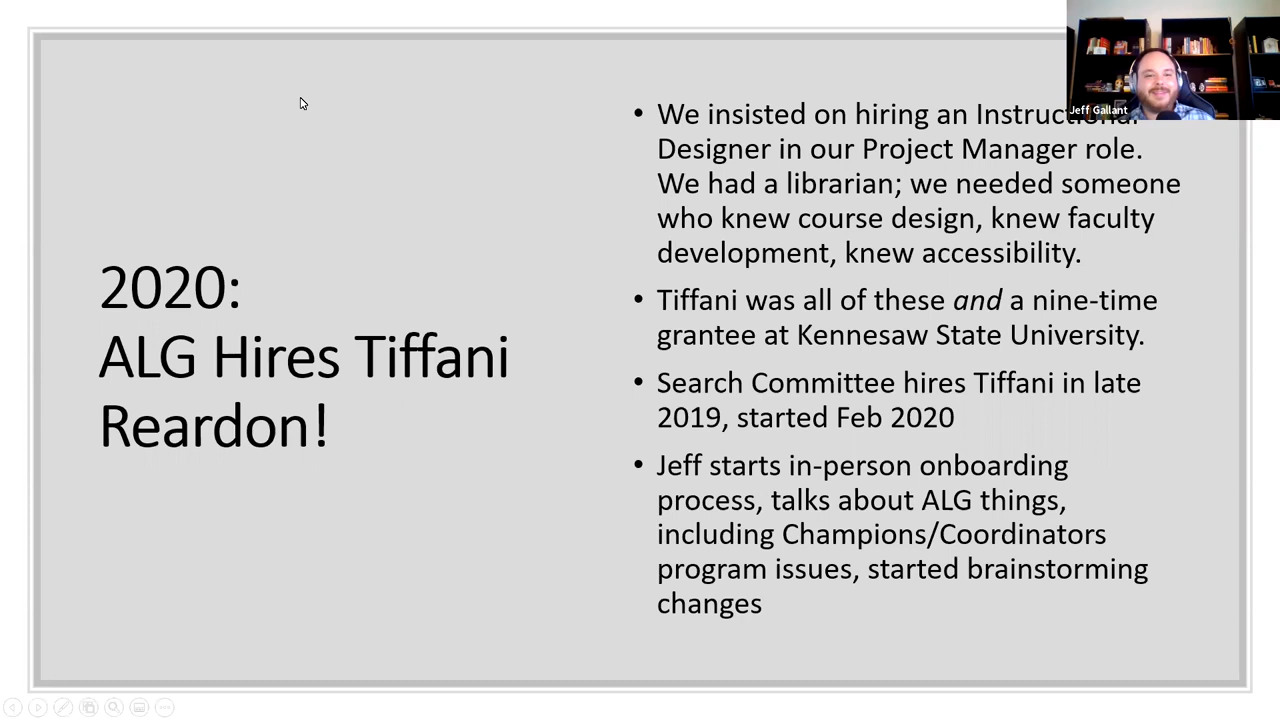 2020:
ALG Hires Tiffani
Reardon!
• We insisted on hiring an Instructional
Designer in our Project Manager role.
We had a librarian; we needed someone
who knew course design, knew faculty
development, knew accessibility.
• Tiffani was all of these and a nine-time
grantee at Kennesaw State University.
• Search Committee hires Tiffani in late
2019, started Feb 2020
• Jeff starts in-person onboarding
process, talks about ALG things,
including Champions/Coordinators
program issues, started brainstorming
changes
Jeff Gallant